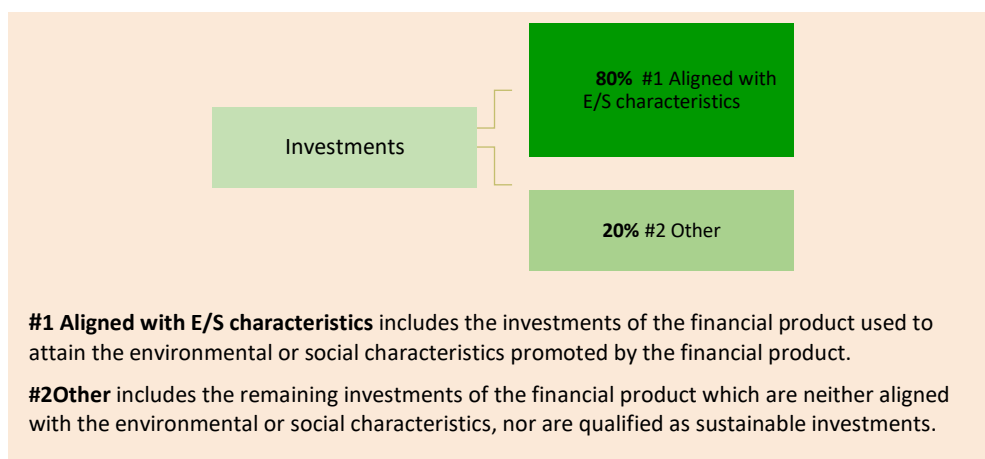 80% #1 Aligned with
E/S characteristics
Investments
20% #2 Other
#1 Aligned with E/S characteristics includes the investments of the financial product used to
attain the environmental or social characteristics promoted by the financial product.
#2Other includes the remaining investments of the financial product which are neither aligned
with the environmental or social characteristics, nor are qualified as sustainable investments.